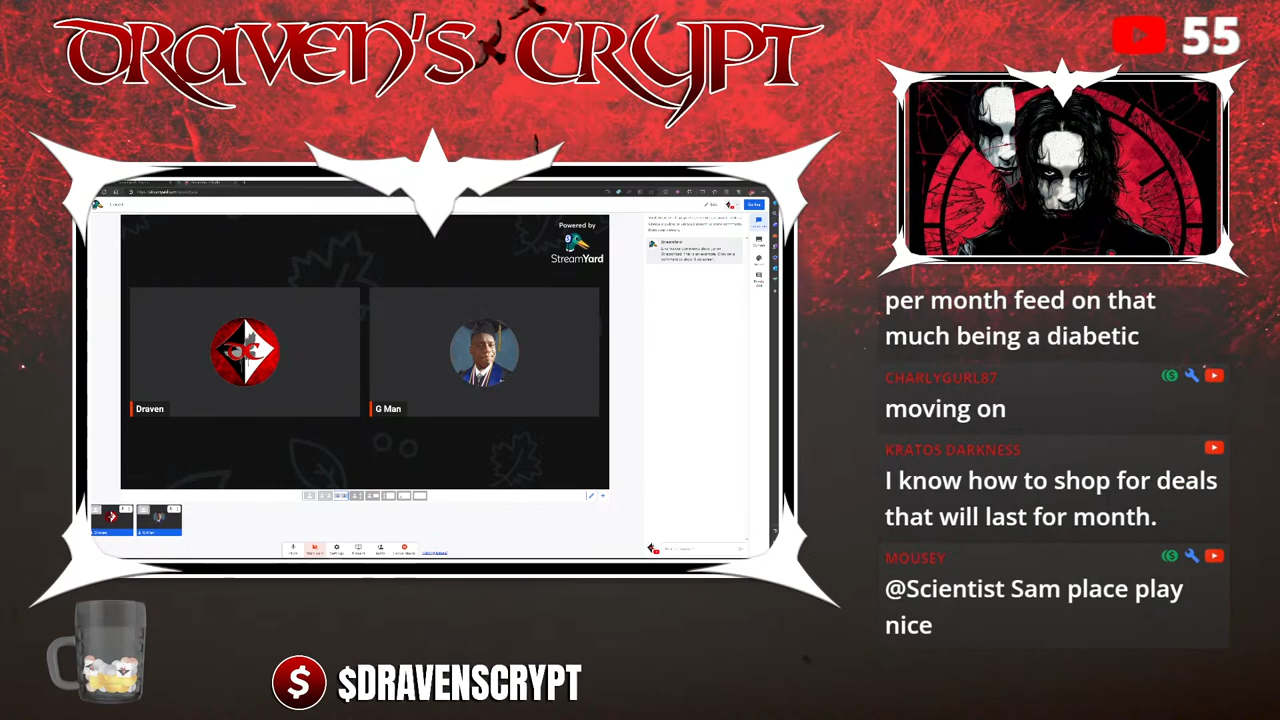 DRAVEN'S CRYPT
55
Powered by
StreamYard
Draven
G Man
per month feed on that
much being a diabetic
CHARLYGURL87
moving on
KRATOS DARKNESS
I know how to shop for deals
that will last for month.
MOUSEY
@Scientist Sam place play
nice
$ $DRAVENSCRYPT